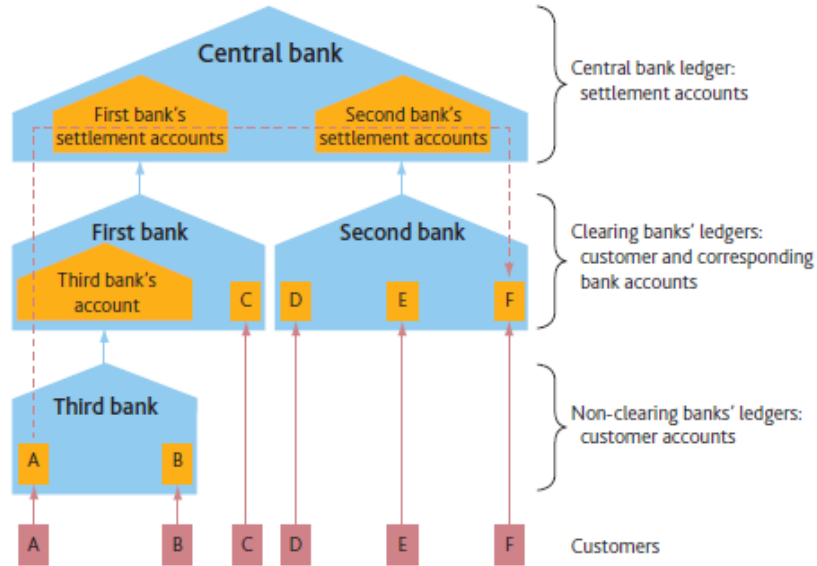 Central bank
First bank's
settlement accounts
Second bank's
settlement accounts
Central bank ledger:
settlement accounts
First bank
Third bank's
account
C
Second bank
D
E
F
Clearing banks' ledgers:
customer and corresponding
bank accounts
Third bank
A
B
Non-clearing banks' ledgers:
customer accounts
A
B
C
D
E
F
Customers